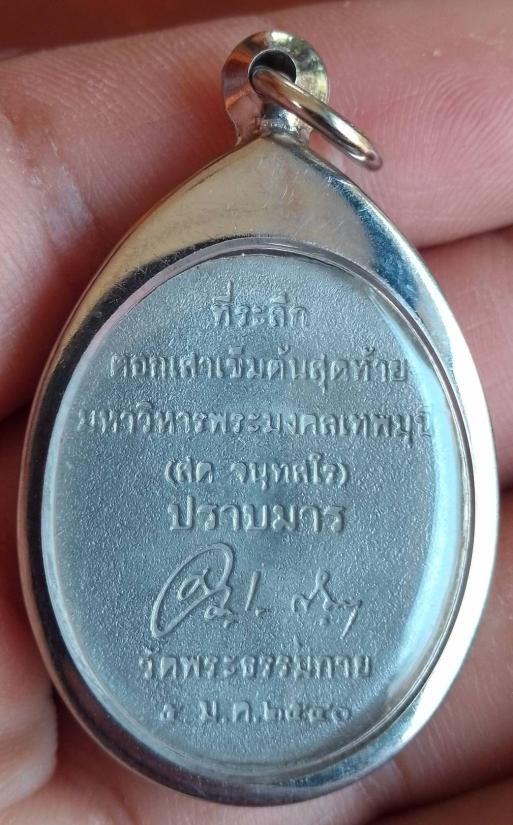 ที่ระลึก
ตอกเสาเข็มต้นสุดท้าย
มหาวิหารพระมงคลเทพมุนี
(สด จนฺทสโร)
ปราบมาร
วัดพระธรรมกาย
๕ ม.ค.๒๕๔๐